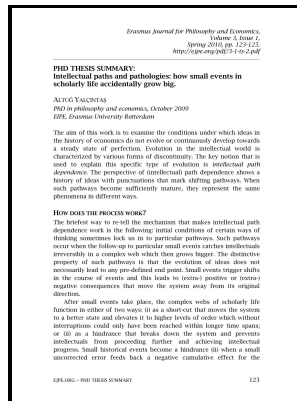 Erasmus Journal for Philosophy and Economics,
Volume 3, Issue 1,
Spring 2010, pp. 123-125.
http://ejpe.org/pdf/3-1-ts-2.pdf
PHD THESIS SUMMARY:
Intellectual paths and pathologies: how small events in
scholarly life accidentally grow big.
ALTUĞ YALÇINTAŞ
PhD in philosophy and economics, October 2009
EIPE, Erasmus University Rotterdam
The aim of this work is to examine the conditions under which ideas in
the history of economics do not evolve or continously develop towards
a steady state of perfection. Evolution in the intellectual world is
characterized by various forms of discontinuity. The key notion that is
used to explain this specific type of evolution is intellectual path
dependence. The perspective of intellectual path dependence shows a
history of ideas with punctuations that mark shifting pathways. When
such pathways become sufficiently mature, they represent the same
phenomena in different ways.
HOW DOES THE PROCESS WORK?
The briefest way to re-tell the mechanism that makes intellectual path
dependence work is the following: initial conditions of certain ways of
thinking sometimes lock us in to particular pathways. Such pathways
occur when the follow-up to particular small events catches intellectuals
irreversibly in a complex web which then grows bigger. The distinctive
property of such pathways is that the evolution of ideas does not
necessarily lead to any pre-defined end point. Small events trigger shifts
in the course of events and this leads to (extra-) positive or (extra-)
negative consequences that move the system away from its original
direction.
After small events take place, the complex webs of scholarly life
function in either of two ways: (i) as a short-cut that moves the system
to a better state and elevates it to higher levels of order which without
interruptions could only have been reached within longer time spans;
or (ii) as a hindrance that breaks down the system and prevents
intellectuals from proceeding further and achieving intellectual
progress. Small historical events become a hindrance (ii) when a small
uncorrected error feeds back a negative cumulative effect for the
EJPE.ORG – PHD THESIS SUMMARY 123